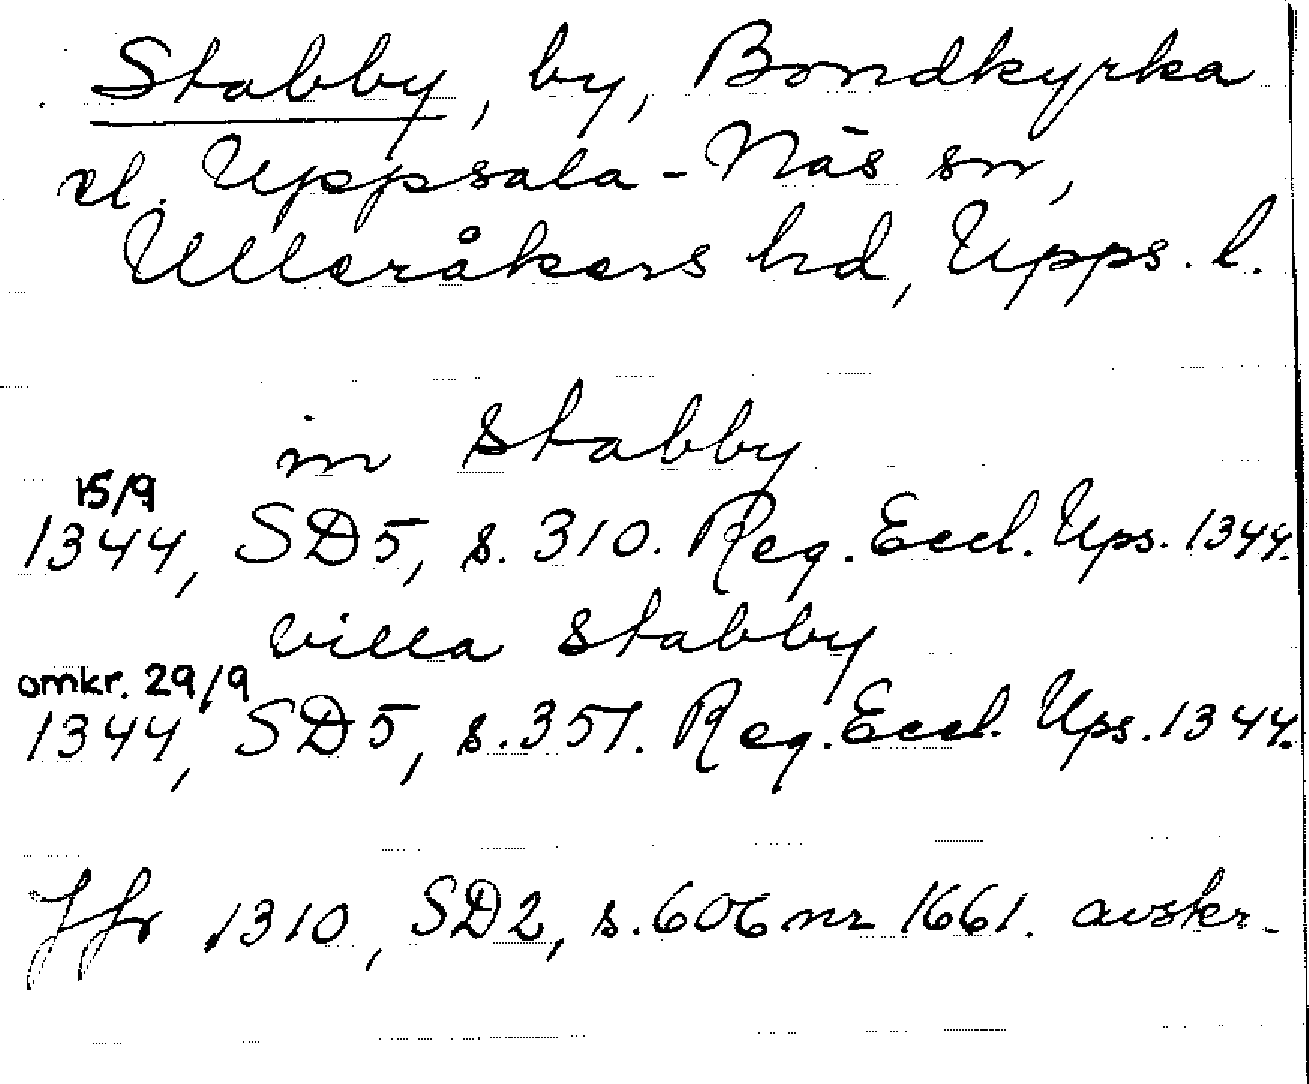 Stabby, by, Bondkyrka
el. Uppsala-Näs sn,
Ulleråkers hd, Upps. l.
in Stabby
15/9
1344, SD5, s. 310. Reg. Eccl. Ups. 1344.
villa Stabby
omkr. 29/9
1344, SD5, s. 351. Reg. Eccl. Ups. 1344.
Jfr 1310, SD2, s. 606 nr 1661. avskr.